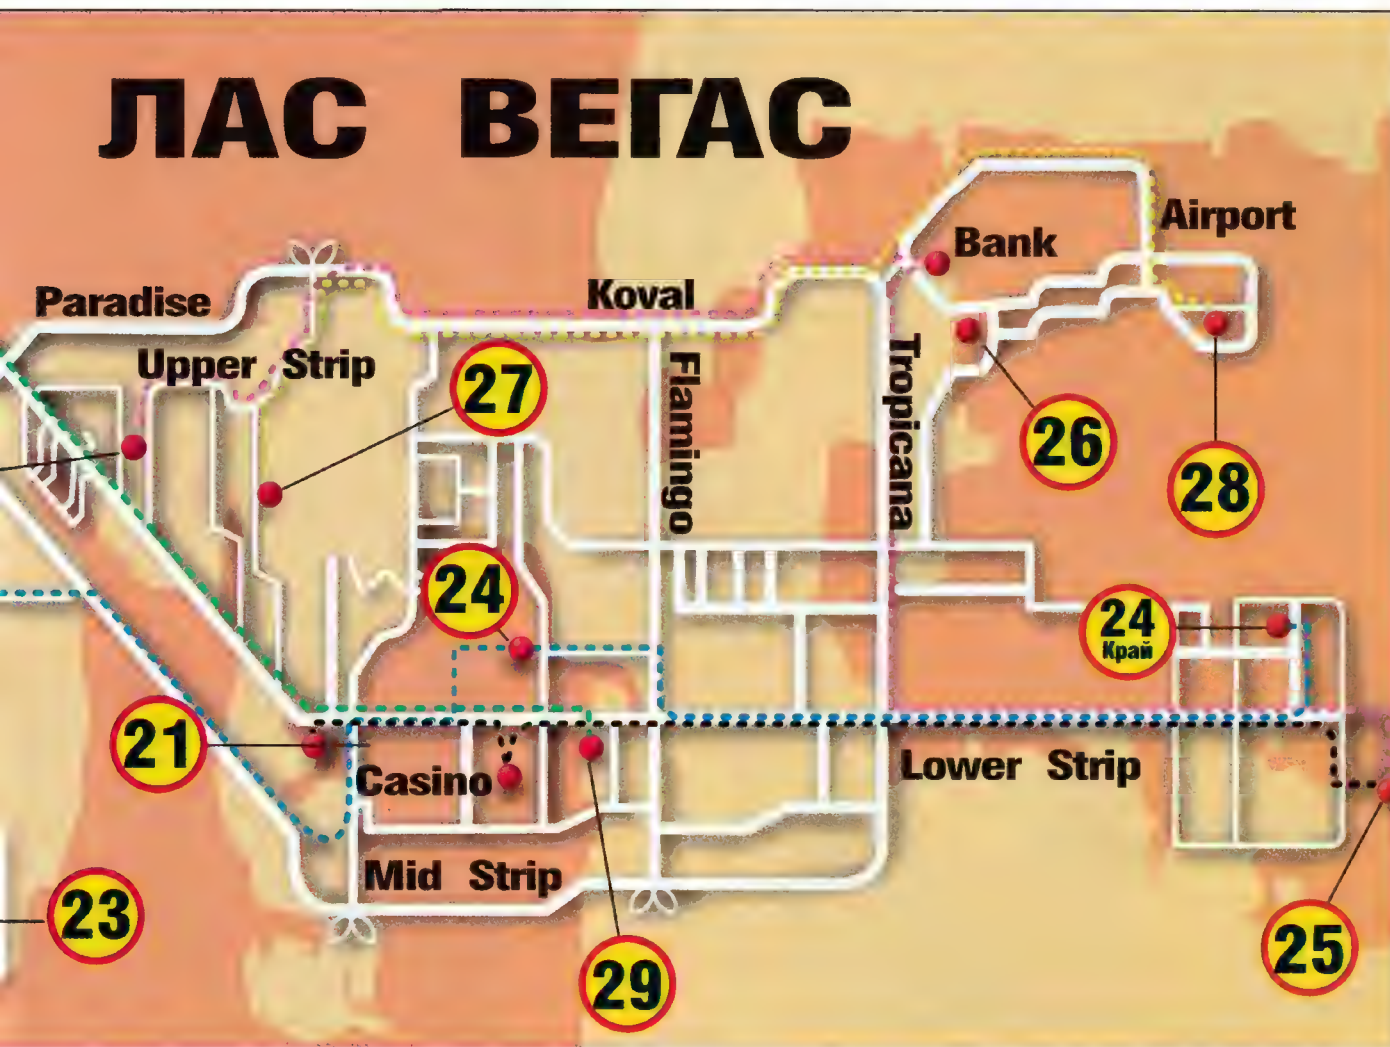 ЛАС ВЕГАС
Airport
Bank
Paradise
Koval
Upper Strip
27
Flamingo
Tropicana
26
28
24
24
Край
21
Casino
Lower Strip
Mid Strip
23
29
25